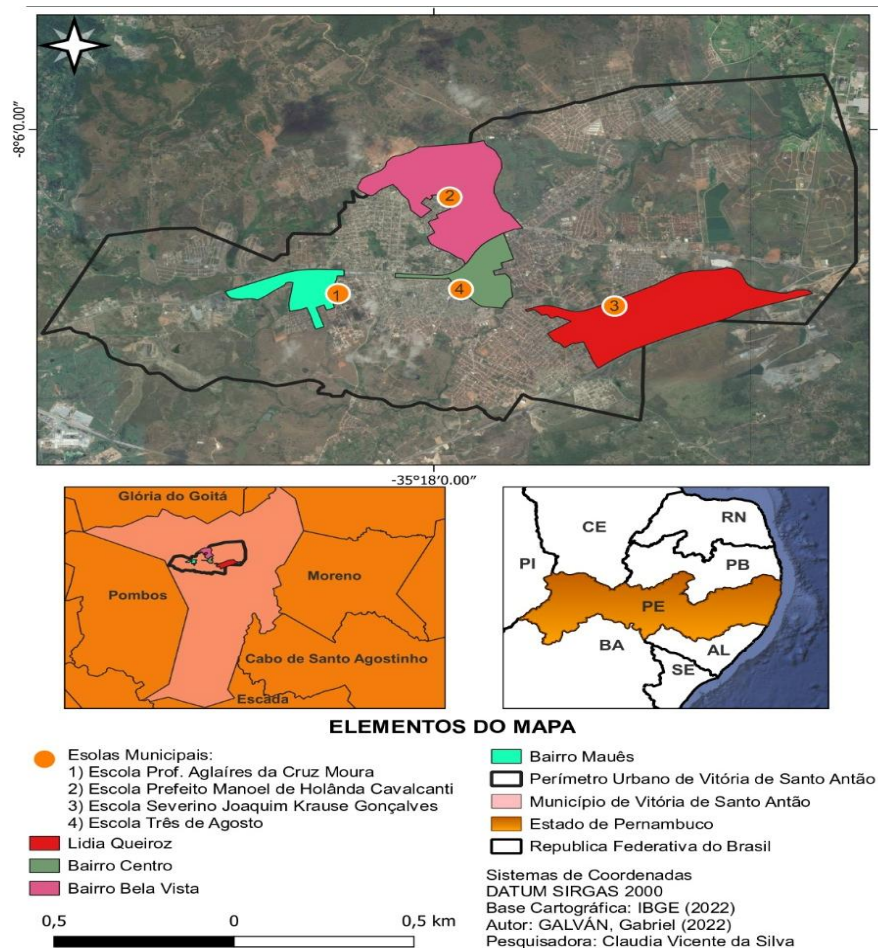 -8°6′0.00″
2
1
4
3
-35°18′0.00″
Glória do Goitá
Pombos
Moreno
Cabo de Santo Agostinho
Escada
CE
RN
PI
PB
PE
BA
AL
SE
ELEMENTOS DO MAPA
Esolas Municipais:
1) Escola Prof. Aglaíres da Cruz Moura
2) Escola Prefeito Manoel de Holânda Cavalcanti
3) Escola Severino Joaquim Krause Gonçalves
4) Escola Três de Agosto
Lidia Queiroz
Bairro Centro
Bairro Bela Vista
0,5 0 0,5 km
Bairro Mauês
Perímetro Urbano de Vitória de Santo Antão
Município de Vitória de Santo Antão
Estado de Pernambuco
Republica Federativa do Brasil
Sistemas de Coordenadas
DATUM SIRGAS 2000
Base Cartográfica: IBGE (2022)
Autor: GALVÁN, Gabriel (2022)
Pesquisadora: Claudia Vicente da Silva